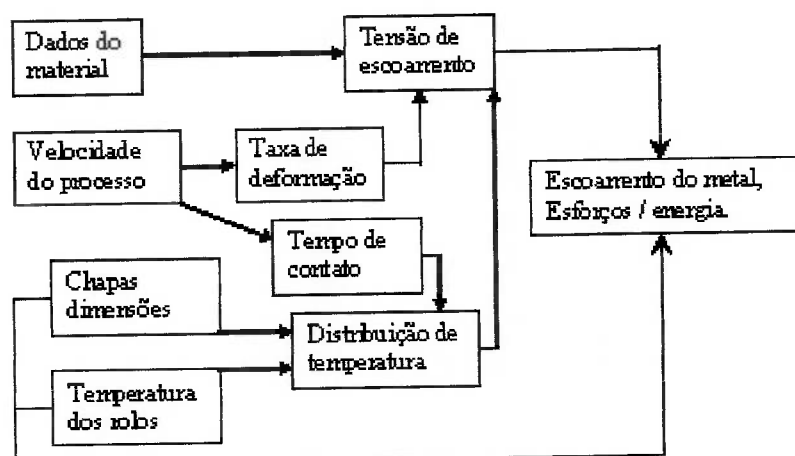 Dados do
material
Tensão de
escoamento
Velocidade
do processo
Taxa de
deformação
Escoamento do metal,
Esforços / energia.
Tempo de
contato
Chapas
dimensões
Distribuição de
temperatura
Temperatura
dos rolos